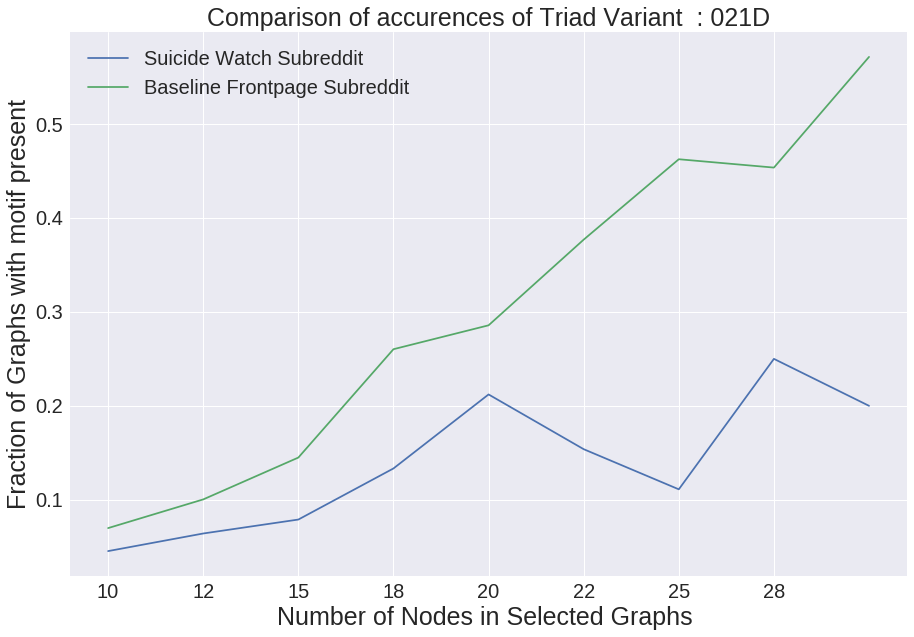 Comparison of accurences of Triad Variant  : 021D
Suicide Watch Subreddit
Baseline Frontpage Subreddit
Fraction of Graphs with motif present
0.5
0.4
0.3
0.2
0.1
10 12 15 18 20 22 25 28
Number of Nodes in Selected Graphs